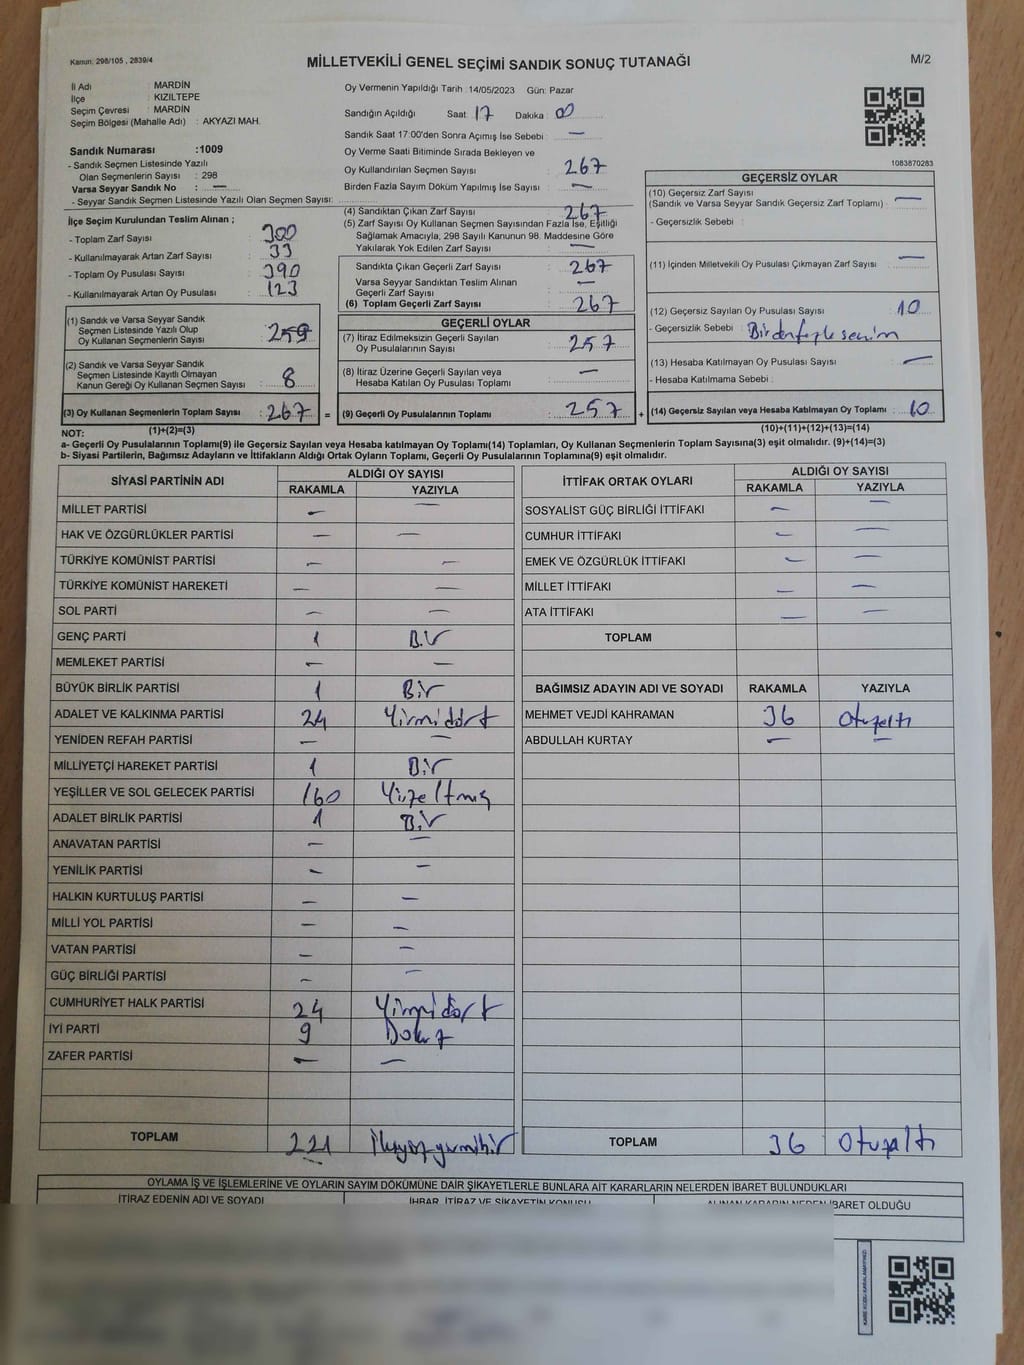 Kanun: 298/105 , 2839/4
MİLLETVEKİLİ GENEL SEÇİMİ SANDIK SONUÇ TUTANAĞI
M/2
İl Adı : MARDİN
İlçe : KIZILTEPE
Seçim Çevresi : MARDİN
Seçim Bölgesi (Mahalle Adı) : AKYAZI MAH.
Sandık Numarası :1009
- Sandık Seçmen Listesinde Yazılı
Olan Seçmenlerin Sayısı : 298
Varsa Seyyar Sandık No : —
- Seyyar Sandık Seçmen Listesinde Yazılı Olan Seçmen Sayısı:
Oy Vermenin Yapıldığı Tarih :14/05/2023 Gün: Pazar
Sandığın Açıldığı Saat : 17 Dakika : 00
Sandık Saat 17:00'den Sonra Açımış İse Sebebi : —
Oy Verme Saati Bitiminde Sırada Bekleyen ve
Oy Kullandırılan Seçmen Sayısı : 267
Birden Fazla Sayım Döküm Yapılmış İse Sayısı : —
1083870283
İlçe Seçim Kurulundan Teslim Alınan ;
- Toplam Zarf Sayısı : 300
- Kullanılmayarak Artan Zarf Sayısı : 33
- Toplam Oy Pusulası Sayısı : 390
- Kullanılmayarak Artan Oy Pusulası : 123
(1) Sandık ve Varsa Seyyar Sandık
Seçmen Listesinde Yazılı Olup
Oy Kullanan Seçmenlerin Sayısı : 259
(2) Sandık ve Varsa Seyyar Sandık
Seçmen Listesinde Kayıtlı Olmayan
Kanun Gereği Oy Kullanan Seçmen Sayısı : 8
(3) Oy Kullanan Seçmenlerin Toplam Sayısı : 267 =
(4) Sandıktan Çıkan Zarf Sayısı : 267
(5) Zarf Sayısı Oy Kullanan Seçmen Sayısından Fazla İse, Eşitliği
Sağlamak Amacıyla, 298 Sayılı Kanunun 98. Maddesine Göre
Yakılarak Yok Edilen Zarf Sayısı : —
Sandıkta Çıkan Geçerli Zarf Sayısı : 267
Varsa Seyyar Sandıktan Teslim Alınan
Geçerli Zarf Sayısı : —
(6) Toplam Geçerli Zarf Sayısı : 267
GEÇERLİ OYLAR
(7) İtiraz Edilmeksizin Geçerli Sayılan
Oy Pusulalarının Sayısı : 257
(8) İtiraz Üzerine Geçerli Sayılan veya
Hesaba Katılan Oy Pusulası Toplamı : —
(9) Geçerli Oy Pusulalarının Toplamı : 257 +
GEÇERSİZ OYLAR
(10) Geçersiz Zarf Sayısı
(Sandık ve Varsa Seyyar Sandık Geçersiz Zarf Toplamı) : —
- Geçersizlik Sebebi :
(11) İçinden Milletvekili Oy Pusulası Çıkmayan Zarf Sayısı : —
(12) Geçersiz Sayılan Oy Pusulası Sayısı : 10
- Geçersizlik Sebebi : Birdenfazla seçim
(13) Hesaba Katılmayan Oy Pusulası Sayısı : —
- Hesaba Katılmama Sebebi :
(14) Geçersiz Sayılan veya Hesaba Katılmayan Oy Toplamı : 10
NOT: (1)+(2)=(3) (10)+(11)+(12)+(13)=(14)
a- Geçerli Oy Pusulalarının Toplamı(9) ile Geçersiz Sayılan veya Hesaba katılmayan Oy Toplamı(14) Toplamları, Oy Kullanan Seçmenlerin Toplam Sayısına(3) eşit olmalıdır. (9)+(14)=(3)
b- Siyasi Partilerin, Bağımsız Adayların ve İttifakların Aldığı Ortak Oyların Toplamı, Geçerli Oy Pusulalarının Toplamına(9) eşit olmalıdır.
SİYASİ PARTİNİN ADI ALDIĞI OY SAYISI
RAKAMLA YAZIYLA
MİLLET PARTİSİ — —
HAK VE ÖZGÜRLÜKLER PARTİSİ — —
TÜRKİYE KOMÜNİST PARTİSİ — —
TÜRKİYE KOMÜNİST HAREKETİ — —
SOL PARTİ — —
GENÇ PARTİ 1 Bir
MEMLEKET PARTİSİ — —
BÜYÜK BİRLİK PARTİSİ 1 Bir
ADALET VE KALKINMA PARTİSİ 24 Yirmidört
YENİDEN REFAH PARTİSİ — —
MİLLİYETÇİ HAREKET PARTİSİ 1 Bir
YEŞİLLER VE SOL GELECEK PARTİSİ 160 Yüzeltmiş
ADALET BİRLİK PARTİSİ 1 Bir
ANAVATAN PARTİSİ — —
YENİLİK PARTİSİ — —
HALKIN KURTULUŞ PARTİSİ — —
MİLLİ YOL PARTİSİ — —
VATAN PARTİSİ — —
GÜÇ BİRLİĞİ PARTİSİ — —
CUMHURİYET HALK PARTİSİ 24 Yirmidört
İYİ PARTİ 9 Dokuz
ZAFER PARTİSİ — —
TOPLAM 221 İkiyüzyirmibir
İTTİFAK ORTAK OYLARI ALDIĞI OY SAYISI
RAKAMLA YAZIYLA
SOSYALİST GÜÇ BİRLİĞİ İTTİFAKI — —
CUMHUR İTTİFAKI — —
EMEK VE ÖZGÜRLÜK İTTİFAKI — —
MİLLET İTTİFAKI — —
ATA İTTİFAKI — —
TOPLAM
BAĞIMSIZ ADAYIN ADI VE SOYADI RAKAMLA YAZIYLA
MEHMET VEJDİ KAHRAMAN 36 otuzaltı
ABDULLAH KURTAY — —
TOPLAM 36 Otuzaltı
OYLAMA İŞ VE İŞLEMLERİNE VE OYLARIN SAYIM DÖKÜMÜNE DAİR ŞİKAYETLERLE BUNLARA AİT KARARLARIN NELERDEN İBARET BULUNDUKLARI
İTİRAZ EDENİN ADI VE SOYADI İHBAR, İTİRAZ VE ŞİKAYETİN KONUSU ALINAN KARARIN NEDEN İBARET OLDUĞU
KARE KODU KARALAMAYINIZ!